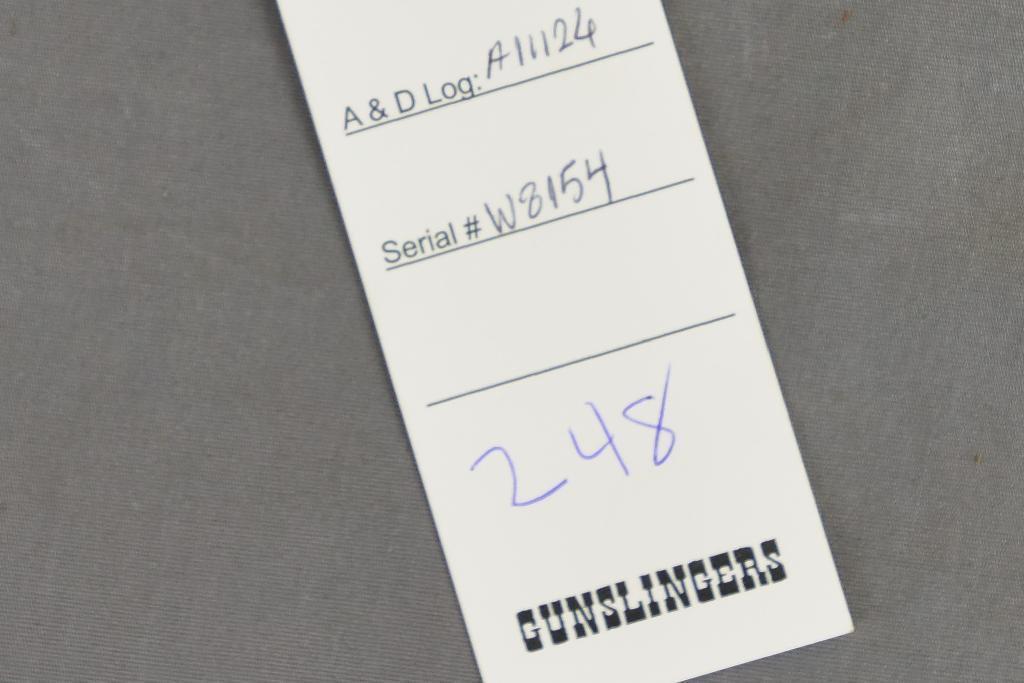 A & D Log: A11124
Serial # W8154
248
GUNSLINGERS